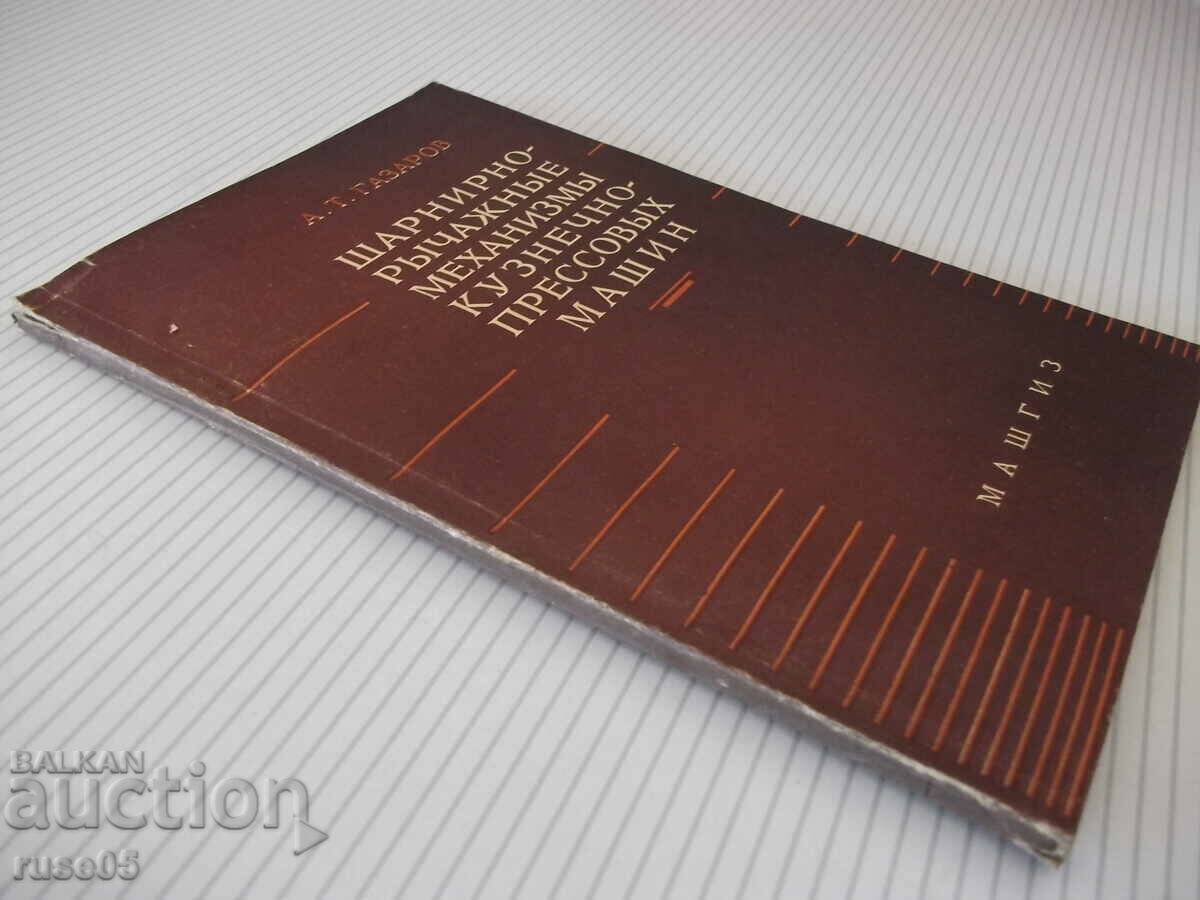 А. Т. ГАЗАРОВ
ШАРНИРНО-
РЫЧАЖНЫЕ
МЕХАНИЗМЫ
КУЗНЕЧНО-
ПРЕССОВЫХ
МАШИН
МАШГИЗ
BALKAN
auction
ruse05